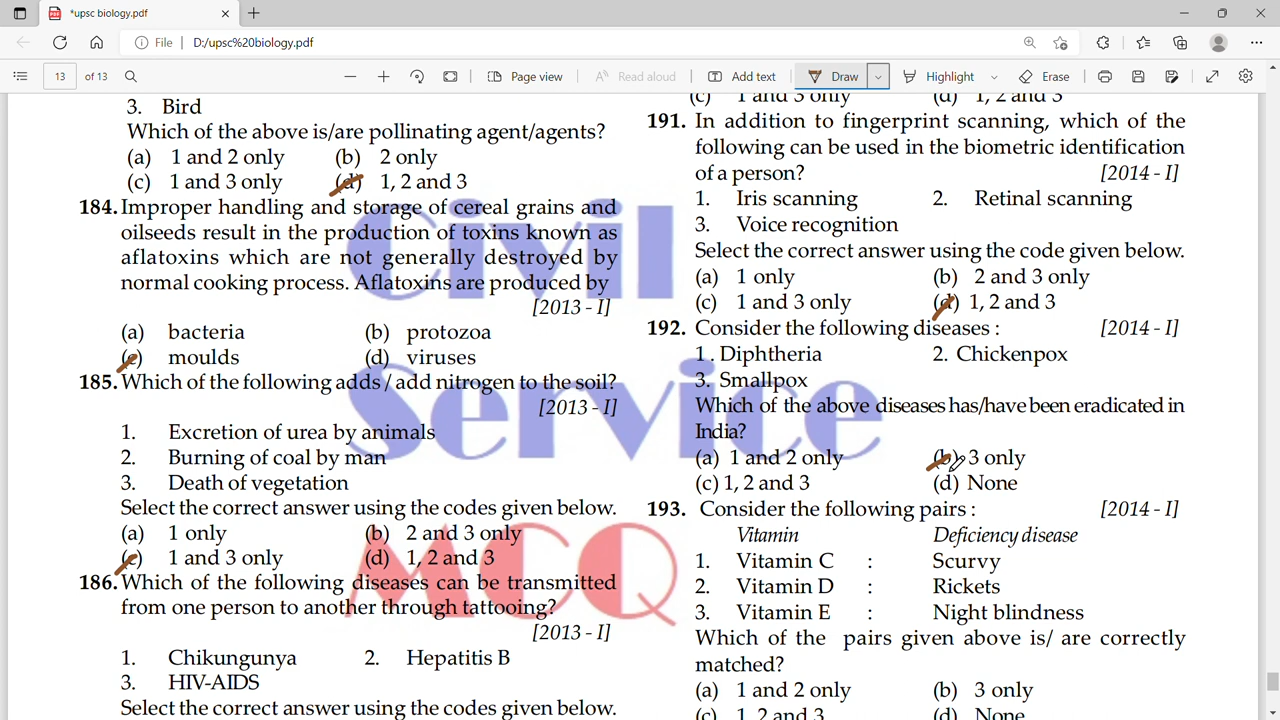 *upsc biology.pdf
File D:/upsc%20biology.pdf
13 of 13
Page view
Read aloud
Add text
Draw
Highlight
Erase
3. Bird
Which of the above is/are pollinating agent/agents?
(a) 1 and 2 only (b) 2 only
(c) 1 and 3 only (d) 1, 2 and 3
184. Improper handling and storage of cereal grains and
oilseeds result in the production of toxins known as
aflatoxins which are not generally destroyed by
normal cooking process. Aflatoxins are produced by
[2013 - I]
(a) bacteria (b) protozoa
(c) moulds (d) viruses
185. Which of the following adds / add nitrogen to the soil?
[2013 - I]
1. Excretion of urea by animals
2. Burning of coal by man
3. Death of vegetation
Select the correct answer using the codes given below.
(a) 1 only (b) 2 and 3 only
(c) 1 and 3 only (d) 1, 2 and 3
186. Which of the following diseases can be transmitted
from one person to another through tattooing?
[2013 - I]
1. Chikungunya 2. Hepatitis B
3. HIV-AIDS
Select the correct answer using the codes given below.
(c) 1 and 3 only (d) 1, 2 and 3
191. In addition to fingerprint scanning, which of the
following can be used in the biometric identification
of a person? [2014 - I]
1. Iris scanning 2. Retinal scanning
3. Voice recognition
Select the correct answer using the code given below.
(a) 1 only (b) 2 and 3 only
(c) 1 and 3 only (d) 1, 2 and 3
192. Consider the following diseases : [2014 - I]
1 . Diphtheria 2. Chickenpox
3. Smallpox
Which of the above diseases has/have been eradicated in
India?
(a) 1 and 2 only (b) 3 only
(c) 1, 2 and 3 (d) None
193. Consider the following pairs : [2014 - I]
Vitamin Deficiency disease
1. Vitamin C : Scurvy
2. Vitamin D : Rickets
3. Vitamin E : Night blindness
Which of the pairs given above is/ are correctly
matched?
(a) 1 and 2 only (b) 3 only
(c) 1, 2 and 3 (d) None
Civil
Service
MCQ